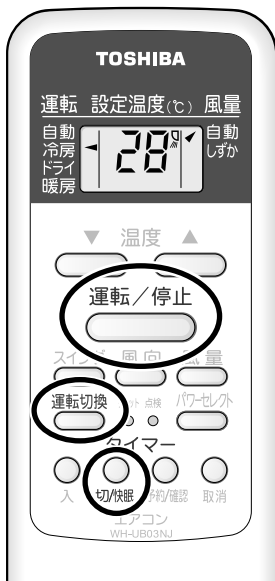 TOSHIBA
運転 設定温度(℃) 風量
自動 28° 自動
冷房 しずか
ドライ
暖房
▼ 温度 ▲
運転／停止
スイング 風向 風量
運転切換 点検 パワーセレクト
タイマー
入 切/快眠 予約/確認 取消
エアコン
WH-UB03NJ